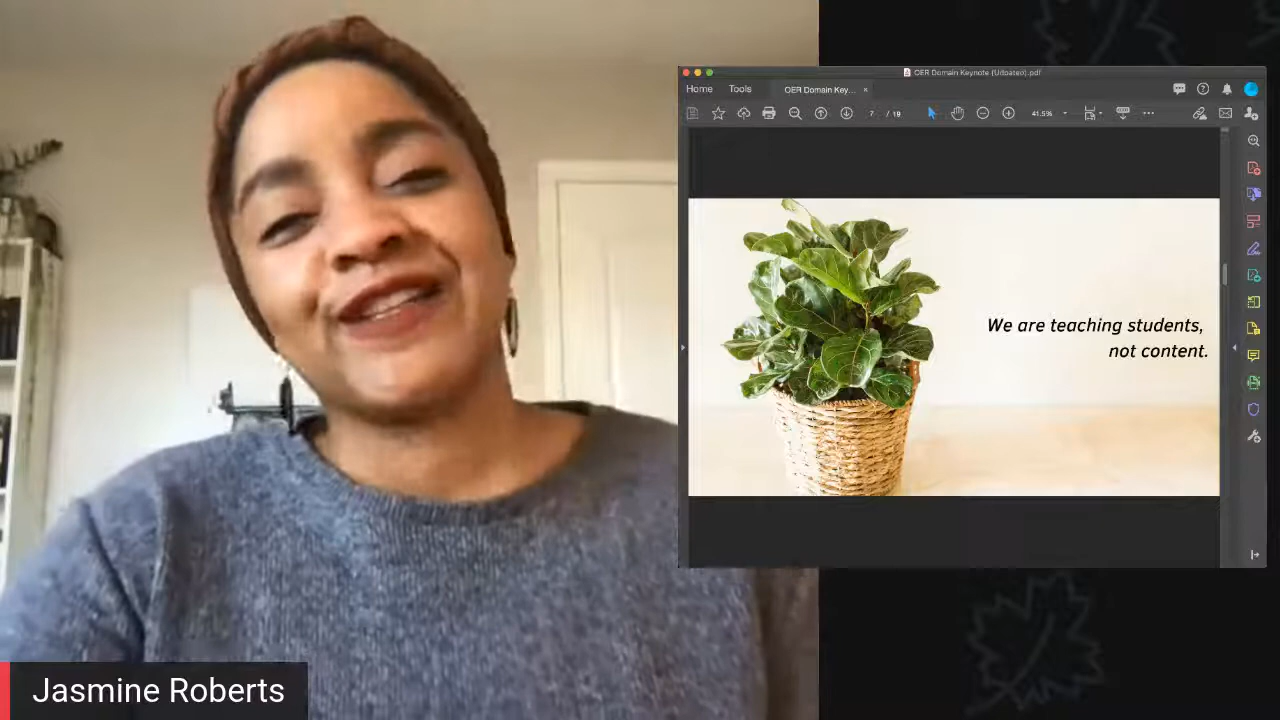 OER Domain Keynote (Udpated).pdf
Home Tools OER Domain Key... ×
7 / 19 41.5%
We are teaching students,
not content.
Jasmine Roberts